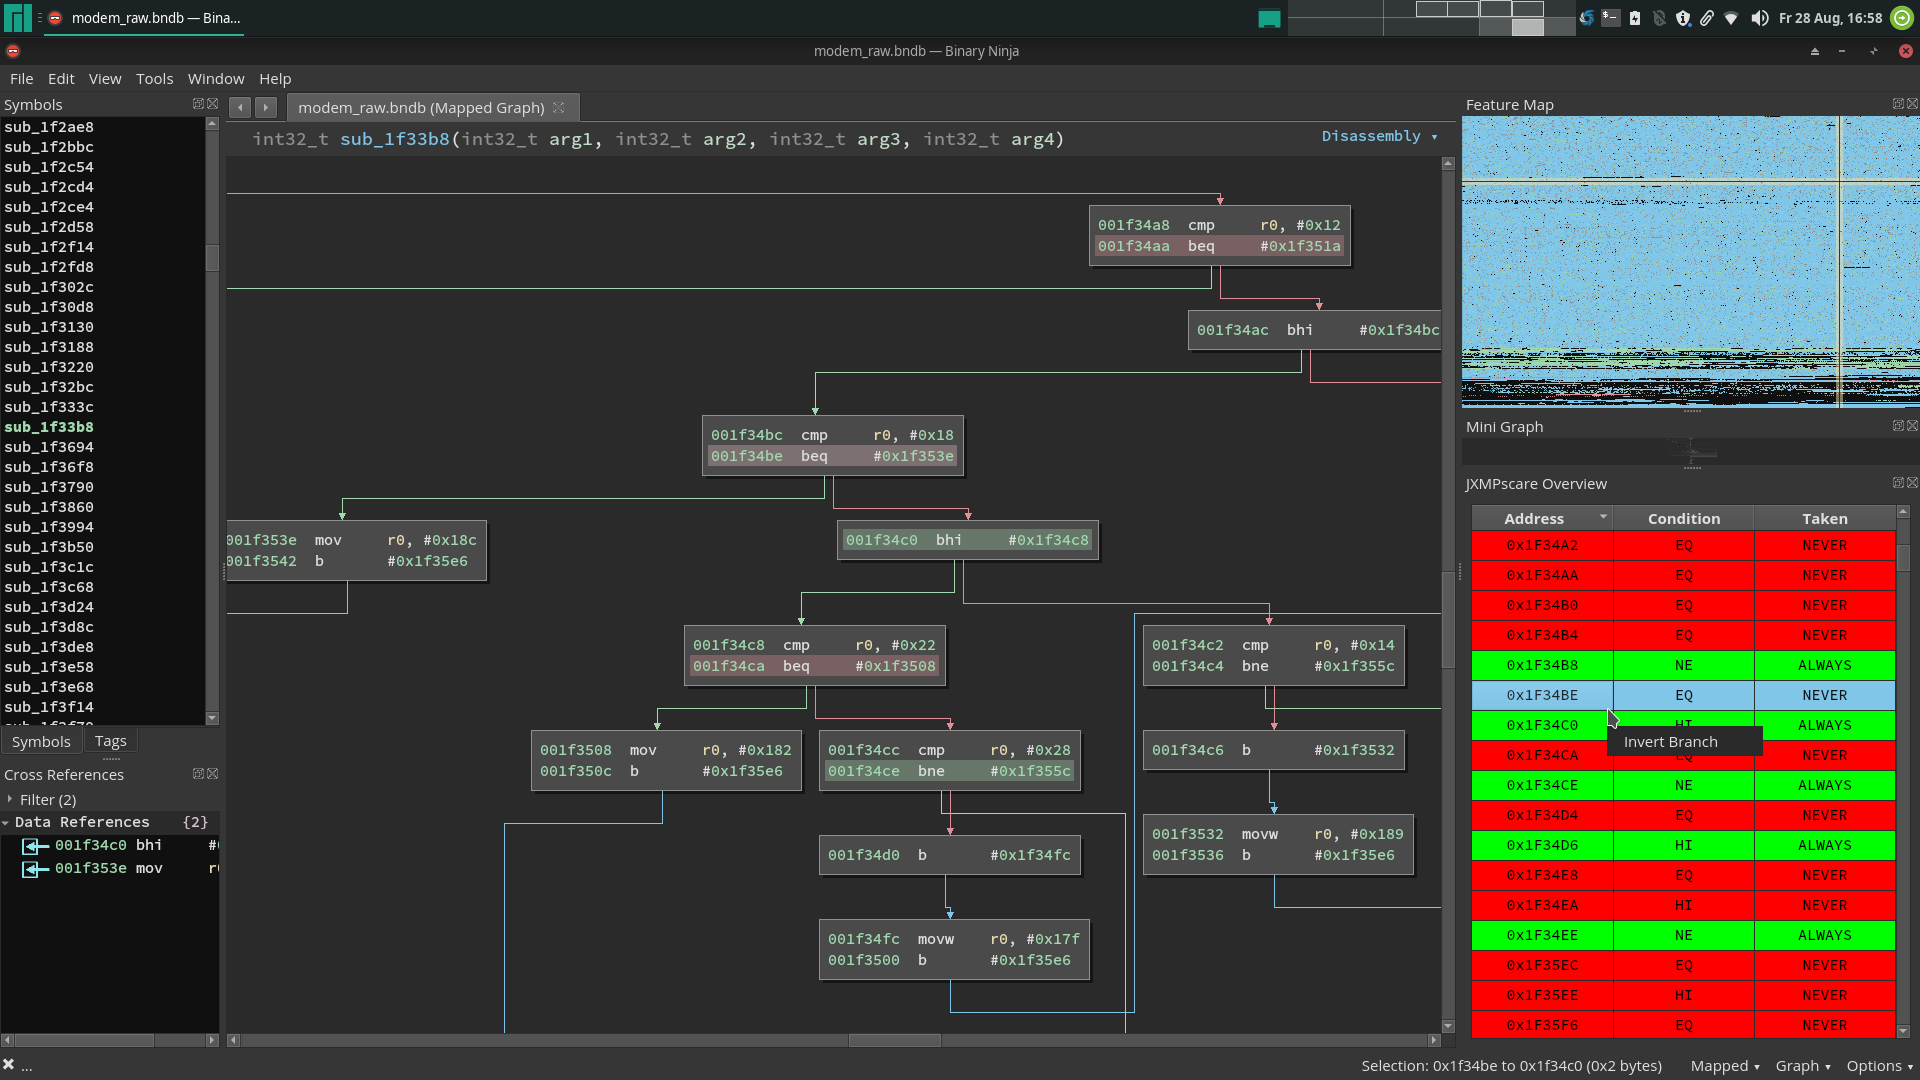 modem_raw.bndb — Bina...
Fr 28 Aug, 16:58
modem_raw.bndb — Binary Ninja
File Edit View Tools Window Help
Symbols
sub_1f2ae8
sub_1f2bbc
sub_1f2c54
sub_1f2cd4
sub_1f2ce4
sub_1f2d58
sub_1f2f14
sub_1f2fd8
sub_1f302c
sub_1f30d8
sub_1f3130
sub_1f3188
sub_1f3220
sub_1f32bc
sub_1f333c
sub_1f33b8
sub_1f3694
sub_1f36f8
sub_1f3790
sub_1f3860
sub_1f3994
sub_1f3b50
sub_1f3c1c
sub_1f3c68
sub_1f3d24
sub_1f3d8c
sub_1f3de8
sub_1f3e58
sub_1f3e68
sub_1f3f14
Symbols Tags
Cross References
Filter (2)
Data References {2}
001f34c0 bhi #
001f353e mov r
modem_raw.bndb (Mapped Graph)
int32_t sub_1f33b8(int32_t arg1, int32_t arg2, int32_t arg3, int32_t arg4)
Disassembly
001f34a8 cmp r0, #0x12
001f34aa beq #0x1f351a
001f34ac bhi #0x1f34bc
001f34bc cmp r0, #0x18
001f34be beq #0x1f353e
001f353e mov r0, #0x18c
001f3542 b #0x1f35e6
001f34c0 bhi #0x1f34c8
001f34c8 cmp r0, #0x22
001f34ca beq #0x1f3508
001f34c2 cmp r0, #0x14
001f34c4 bne #0x1f355c
001f3508 mov r0, #0x182
001f350c b #0x1f35e6
001f34cc cmp r0, #0x28
001f34ce bne #0x1f355c
001f34c6 b #0x1f3532
001f34d0 b #0x1f34fc
001f3532 movw r0, #0x189
001f3536 b #0x1f35e6
001f34fc movw r0, #0x17f
001f3500 b #0x1f35e6
Feature Map
Mini Graph
JXMPscare Overview
Address Condition Taken
0x1F34A2 EQ NEVER
0x1F34AA EQ NEVER
0x1F34B0 EQ NEVER
0x1F34B4 EQ NEVER
0x1F34B8 NE ALWAYS
0x1F34BE EQ NEVER
0x1F34C0 HI ALWAYS
Invert Branch
0x1F34CA EQ NEVER
0x1F34CE NE ALWAYS
0x1F34D4 EQ NEVER
0x1F34D6 HI ALWAYS
0x1F34E8 EQ NEVER
0x1F34EA HI NEVER
0x1F34EE NE ALWAYS
0x1F35EC EQ NEVER
0x1F35EE HI NEVER
0x1F35F6 EQ NEVER
...
Selection: 0x1f34be to 0x1f34c0 (0x2 bytes) Mapped Graph Options